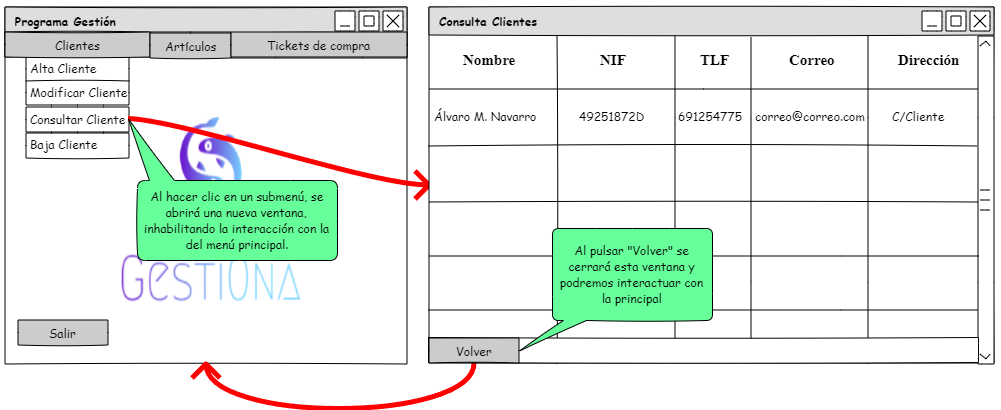 Programa Gestión
Clientes Artículos Tickets de compra
Alta Cliente
Modificar Cliente
Consultar Cliente
Baja Cliente
Al hacer clic en un submenú, se
abrirá una nueva ventana,
inhabilitando la interacción con la
del menú principal.
GESTIONA
Salir
Consulta Clientes
Nombre NIF TLF Correo Dirección
Álvaro M. Navarro 49251872D 691254775 correo@correo.com C/Cliente
Al pulsar "Volver" se
cerrará esta ventana y
podremos interactuar con
la principal
Volver